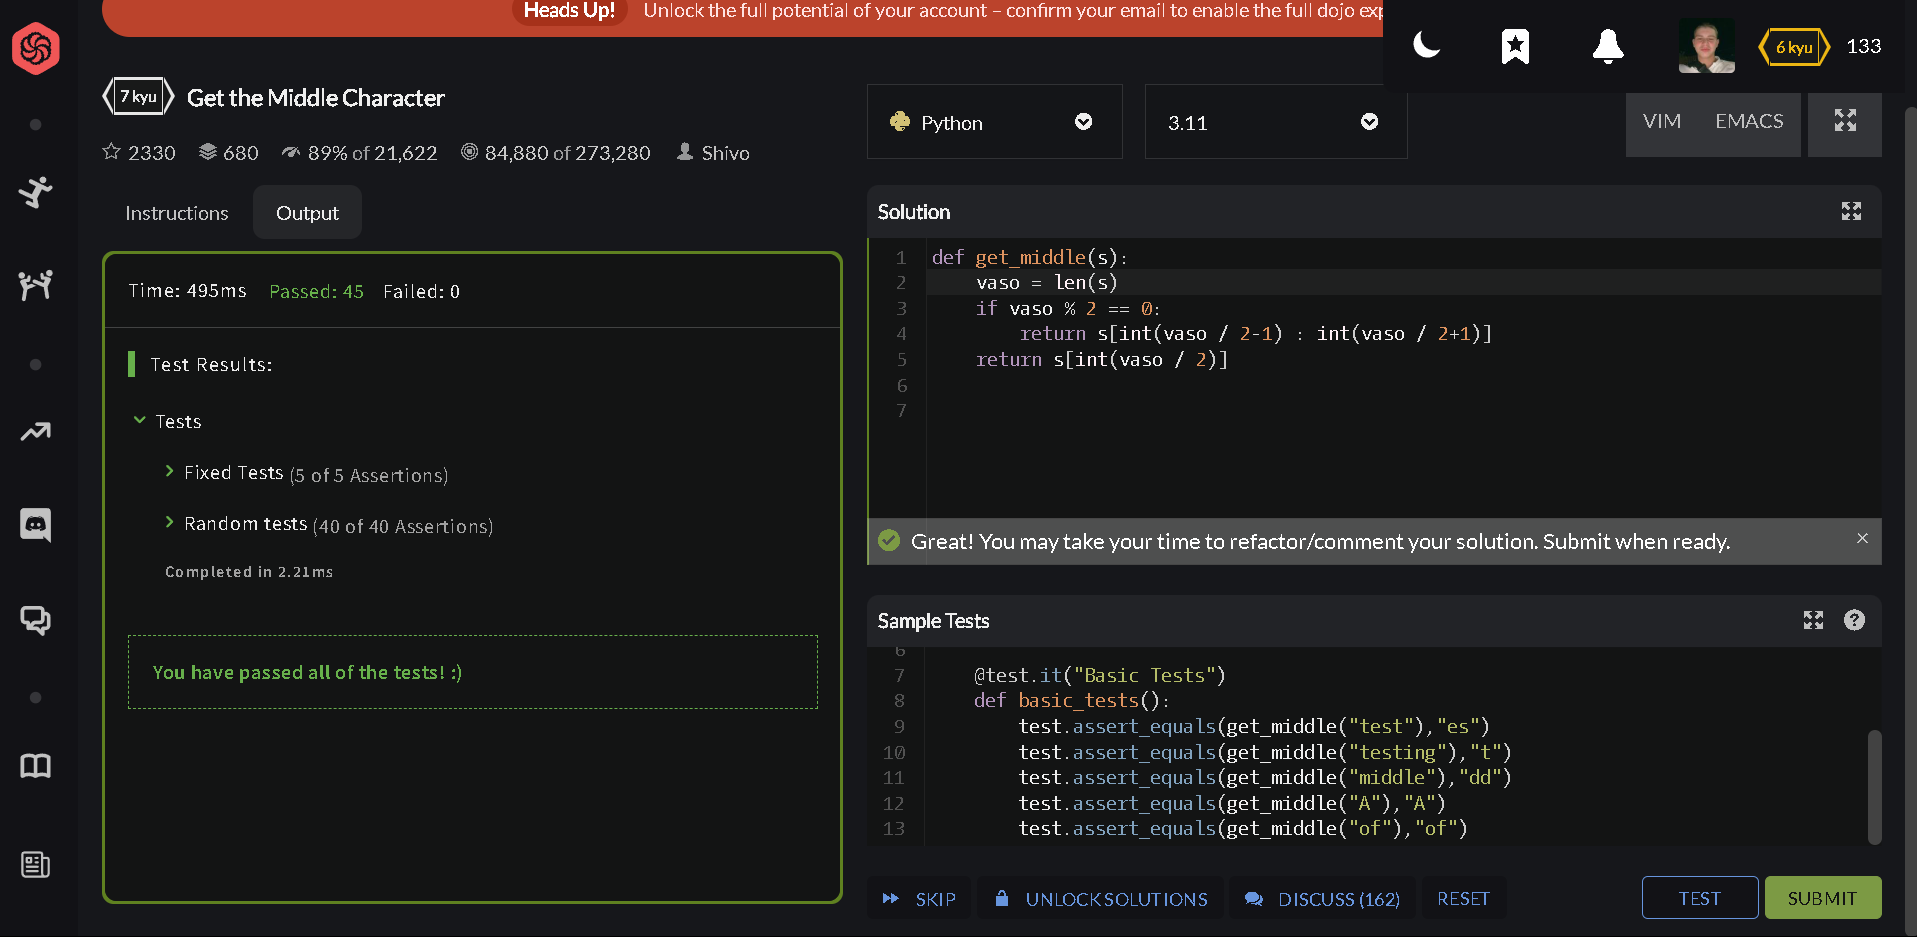 Heads Up! Unlock the full potential of your account – confirm your email to enable the full dojo exp
6 kyu 133
7 kyu Get the Middle Character
2330 680 89% of 21,622 84,880 of 273,280 Shivo
Instructions Output
Time: 495ms Passed: 45 Failed: 0
Test Results:
Tests
Fixed Tests (5 of 5 Assertions)
Random tests (40 of 40 Assertions)
Completed in 2.21ms
You have passed all of the tests! :)
Python 3.11 VIM EMACS
Solution
1 def get_middle(s):
2     vaso = len(s)
3     if vaso % 2 == 0:
4         return s[int(vaso / 2-1) : int(vaso / 2+1)]
5     return s[int(vaso / 2)]
6
7
Great! You may take your time to refactor/comment your solution. Submit when ready. ×
Sample Tests ?
6
7     @test.it("Basic Tests")
8     def basic_tests():
9         test.assert_equals(get_middle("test"),"es")
10         test.assert_equals(get_middle("testing"),"t")
11         test.assert_equals(get_middle("middle"),"dd")
12         test.assert_equals(get_middle("A"),"A")
13         test.assert_equals(get_middle("of"),"of")
SKIP UNLOCK SOLUTIONS DISCUSS (162) RESET TEST SUBMIT